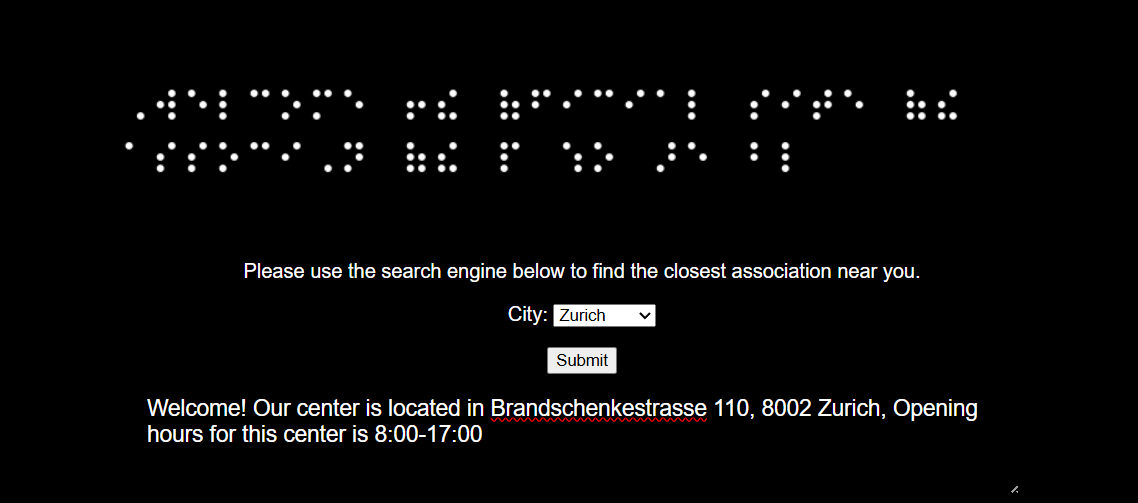 ⠠⠺⠑⠇⠉⠕⠍⠑ ⠖⠮ ⠷⠋⠊⠉⠊⠁⠇ ⠎⠊⠞⠑ ⠷⠮
⠁⠎⠎⠕⠉⠊⠠⠝ ⠷⠮ ⠏ ⠱⠕ ⠜⠑ ⠃⠇
Please use the search engine below to find the closest association near you.
City: Zurich
Submit
Welcome! Our center is located in Brandschenkestrasse 110, 8002 Zurich, Opening
hours for this center is 8:00-17:00